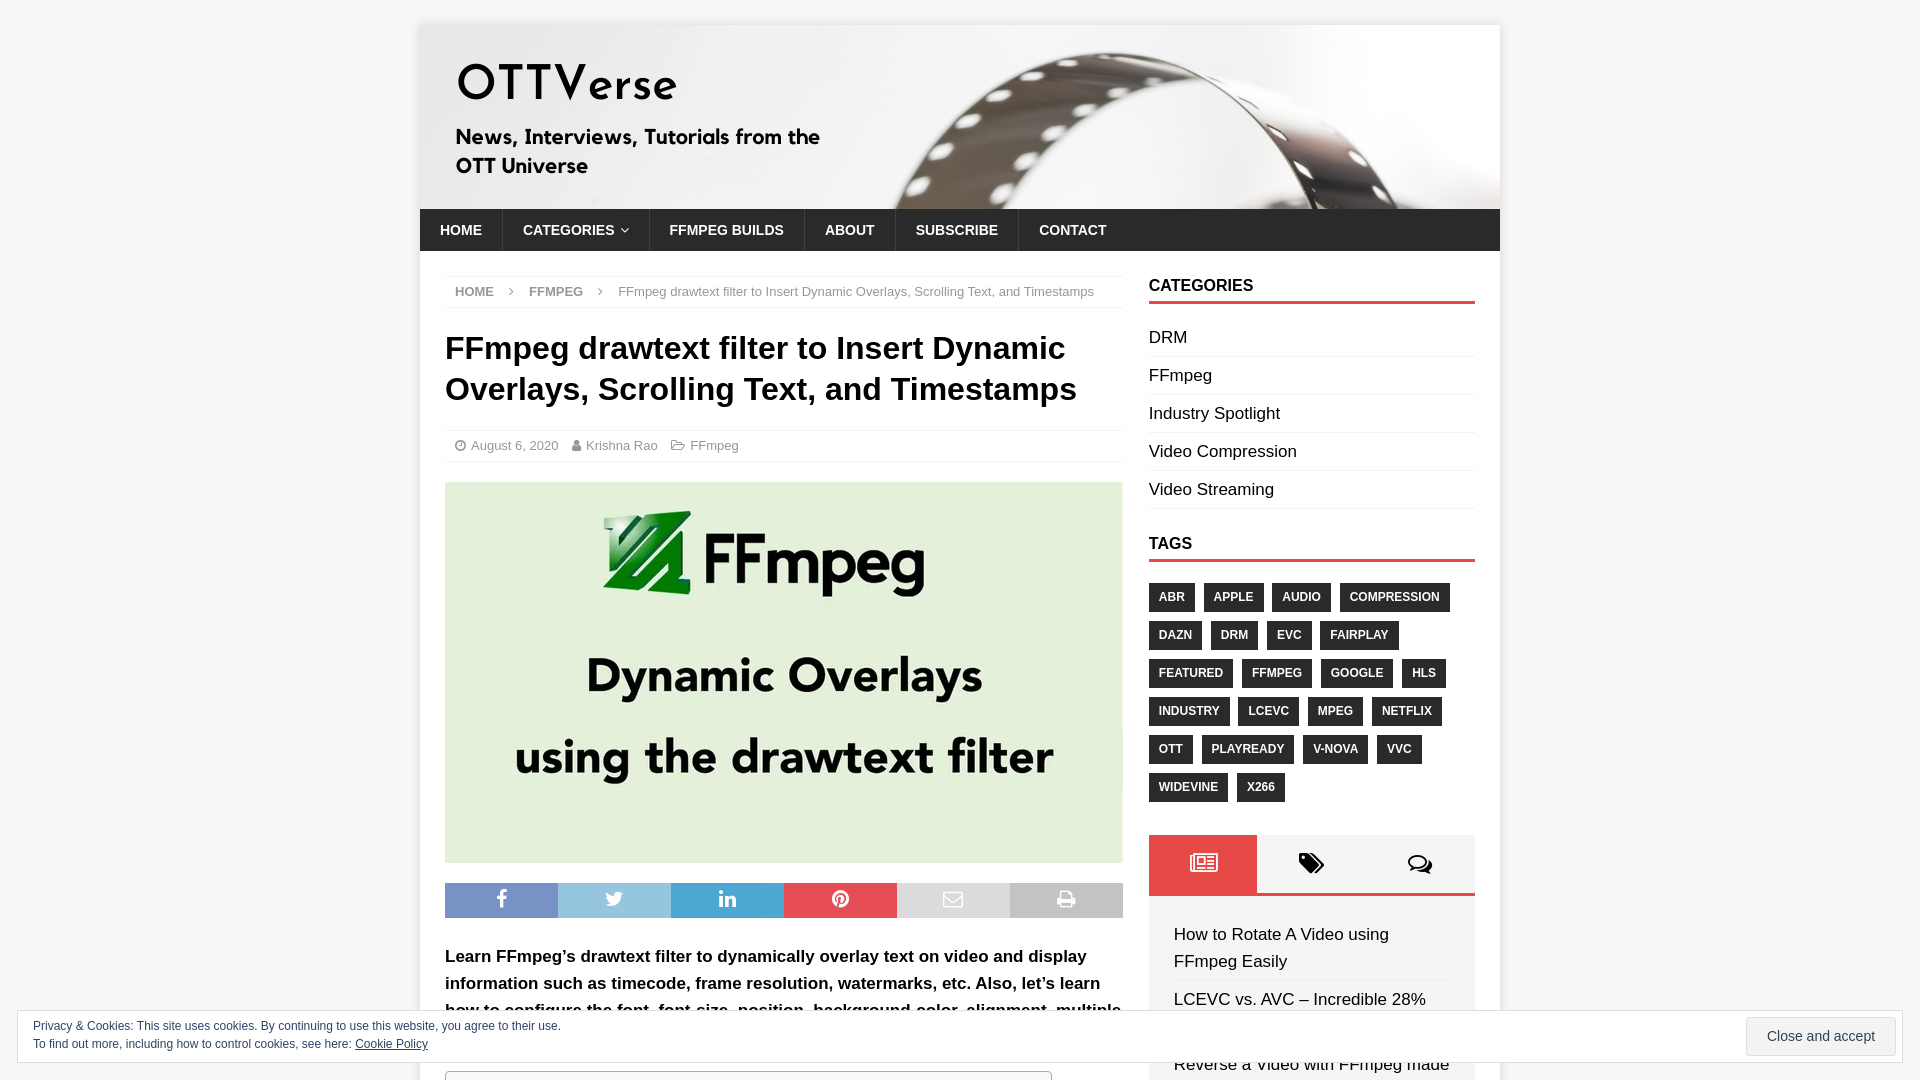 OTTVerse
News, Interviews, Tutorials from the
OTT Universe
HOME
CATEGORIES
FFMPEG BUILDS
ABOUT
SUBSCRIBE
CONTACT
HOME
FFMPEG
FFmpeg drawtext filter to Insert Dynamic Overlays, Scrolling Text, and Timestamps
FFmpeg drawtext filter to Insert Dynamic
Overlays, Scrolling Text, and Timestamps
August 6, 2020
Krishna Rao
FFmpeg
FFmpeg
Dynamic Overlays
using the drawtext filter
Learn FFmpeg’s drawtext filter to dynamically overlay text on video and display
information such as timecode, frame resolution, watermarks, etc. Also, let’s learn
how to configure the font, font-size, position, background color, alignment, multiple
CATEGORIES
DRM
FFmpeg
Industry Spotlight
Video Compression
Video Streaming
TAGS
ABR APPLE AUDIO COMPRESSION
DAZN DRM EVC FAIRPLAY
FEATURED FFMPEG GOOGLE HLS
INDUSTRY LCEVC MPEG NETFLIX
OTT PLAYREADY V-NOVA VVC
WIDEVINE X266
How to Rotate A Video using
FFmpeg Easily
LCEVC vs. AVC – Incredible 28%
Reverse a Video with FFmpeg made
Privacy & Cookies: This site uses cookies. By continuing to use this website, you agree to their use.
To find out more, including how to control cookies, see here: Cookie Policy
Close and accept